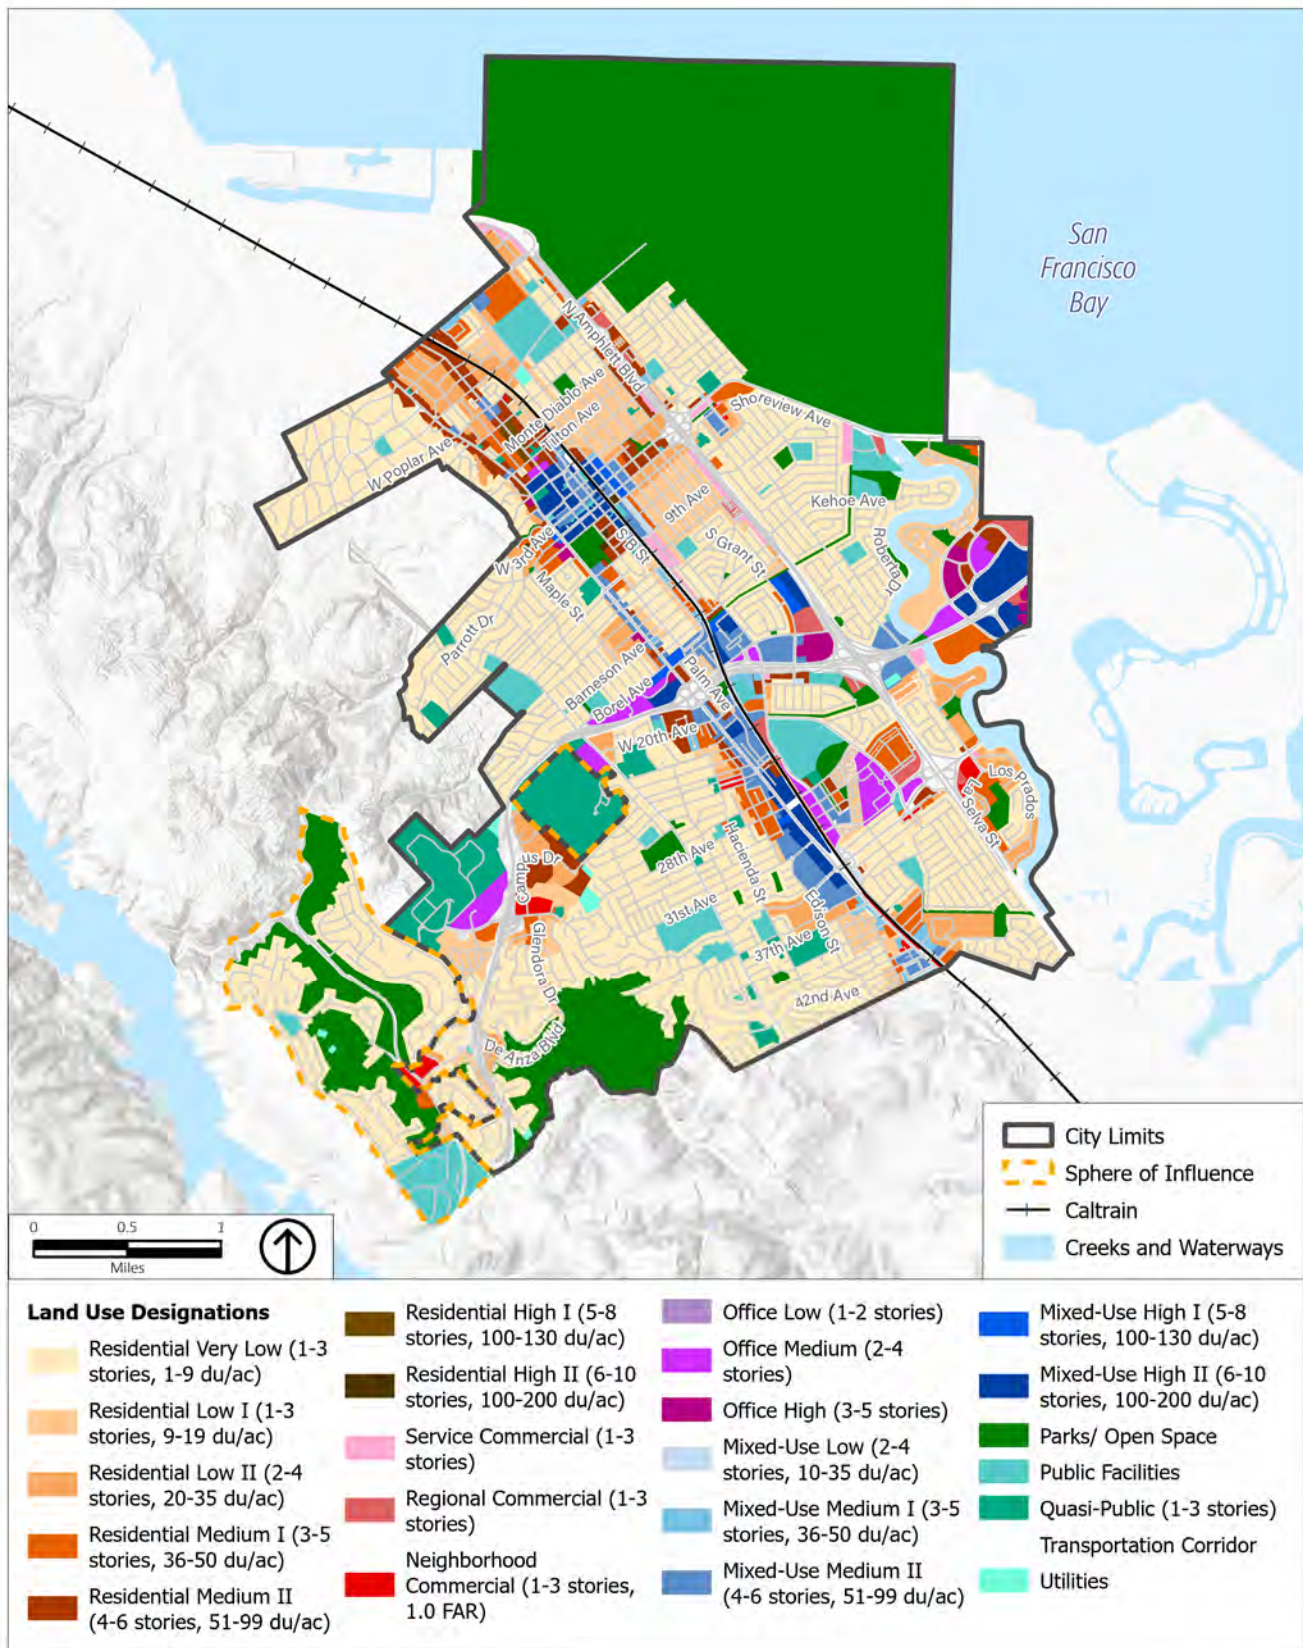 San
Francisco
Bay
N Amphlett Blvd
Monte Diablo Ave
Tilton Ave
Shoreview Ave
W Poplar Ave
9th Ave
Kehoe Ave
S B St
S Grant St
Roberta Dr
W 3rd Ave
Maple St
Parrott Dr
Barneson Ave
Borel Ave
Palm Ave
W 20th Ave
Los Prados
La Selva St
Hacienda St
28th Ave
Campus Dr
31st Ave
Edison St
Glendora Dr
37th Ave
42nd Ave
De Anza Blvd
City Limits
Sphere of Influence
Caltrain
Creeks and Waterways
0 0.5 1
Miles
Land Use Designations
Residential Very Low (1-3
stories, 1-9 du/ac)
Residential Low I (1-3
stories, 9-19 du/ac)
Residential Low II (2-4
stories, 20-35 du/ac)
Residential Medium I (3-5
stories, 36-50 du/ac)
Residential Medium II
(4-6 stories, 51-99 du/ac)
Residential High I (5-8
stories, 100-130 du/ac)
Residential High II (6-10
stories, 100-200 du/ac)
Service Commercial (1-3
stories)
Regional Commercial (1-3
stories)
Neighborhood
Commercial (1-3 stories,
1.0 FAR)
Office Low (1-2 stories)
Office Medium (2-4
stories)
Office High (3-5 stories)
Mixed-Use Low (2-4
stories, 10-35 du/ac)
Mixed-Use Medium I (3-5
stories, 36-50 du/ac)
Mixed-Use Medium II
(4-6 stories, 51-99 du/ac)
Mixed-Use High I (5-8
stories, 100-130 du/ac)
Mixed-Use High II (6-10
stories, 100-200 du/ac)
Parks/ Open Space
Public Facilities
Quasi-Public (1-3 stories)
Transportation Corridor
Utilities